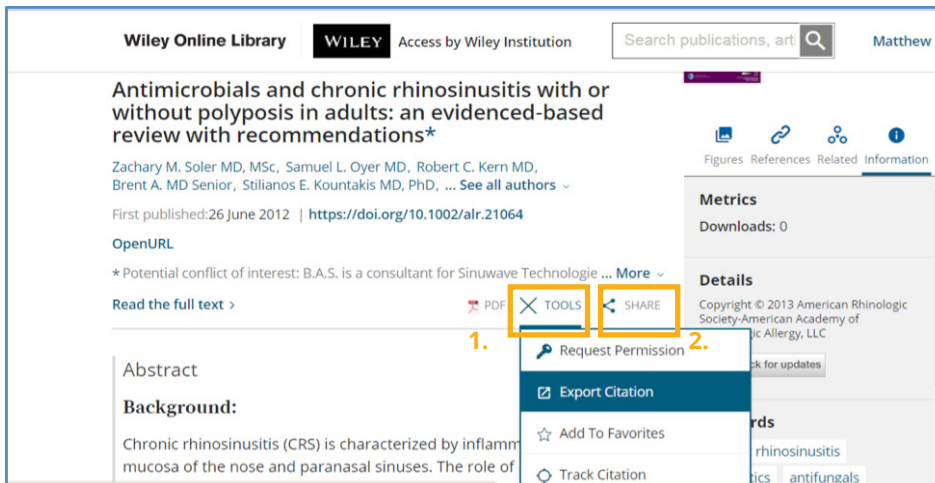 Wiley Online Library
WILEY
Access by Wiley Institution
Search publications, arti
Matthew
Antimicrobials and chronic rhinosinusitis with or
without polyposis in adults: an evidenced-based
review with recommendations*
Zachary M. Soler MD, MSc, Samuel L. Oyer MD, Robert C. Kern MD,
Brent A. MD Senior, Stilianos E. Kountakis MD, PhD, ... See all authors
First published:26 June 2012 | https://doi.org/10.1002/alr.21064
OpenURL
* Potential conflict of interest: B.A.S. is a consultant for Sinuwave Technologie ... More
Read the full text >
PDF
TOOLS
SHARE
1.
2.
Request Permission
Export Citation
Add To Favorites
Track Citation
Abstract
Background:
Chronic rhinosinusitis (CRS) is characterized by inflamm
mucosa of the nose and paranasal sinuses. The role of
Figures References Related Information
Metrics
Downloads: 0
Details
Copyright © 2013 American Rhinologic
Society-American Academy of
ic Allergy, LLC
ck for updates
rds
rhinosinusitis
tics antifungals